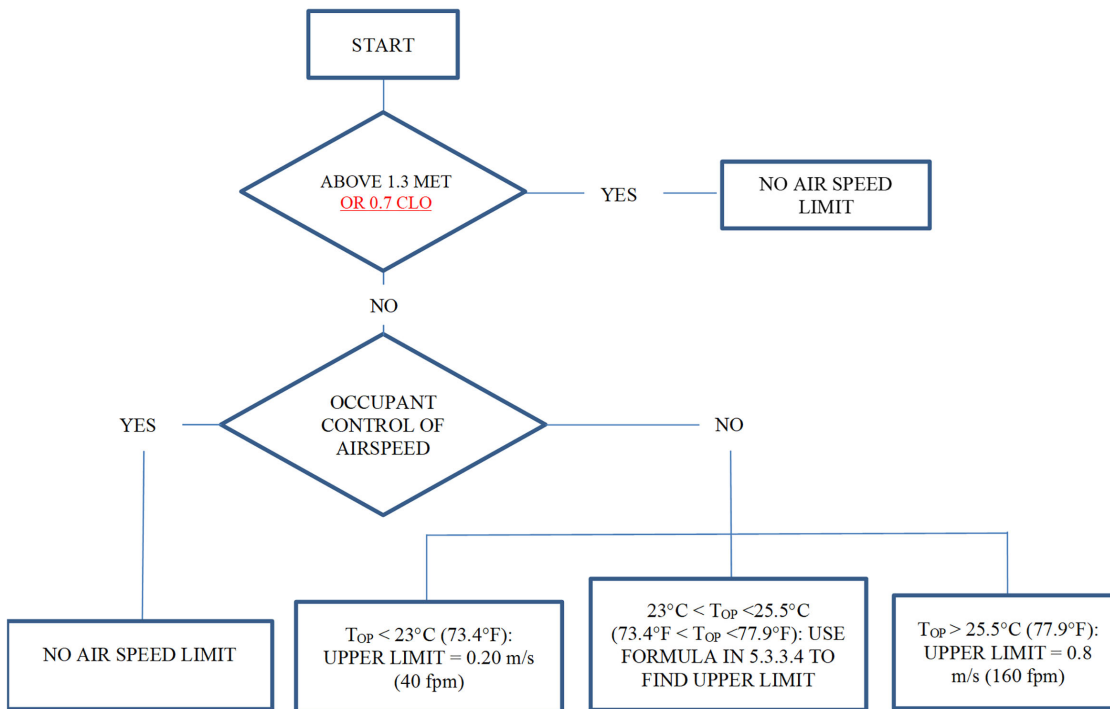 START
ABOVE 1.3 MET
OR 0.7 CLO
YES
NO AIR SPEED
LIMIT
NO
OCCUPANT
CONTROL OF
AIRSPEED
YES
NO
NO AIR SPEED LIMIT
TOP < 23°C (73.4°F):
UPPER LIMIT = 0.20 m/s
(40 fpm)
23°C < TOP <25.5°C
(73.4°F < TOP <77.9°F): USE
FORMULA IN 5.3.3.4 TO
FIND UPPER LIMIT
TOP > 25.5°C (77.9°F):
UPPER LIMIT = 0.8
m/s (160 fpm)